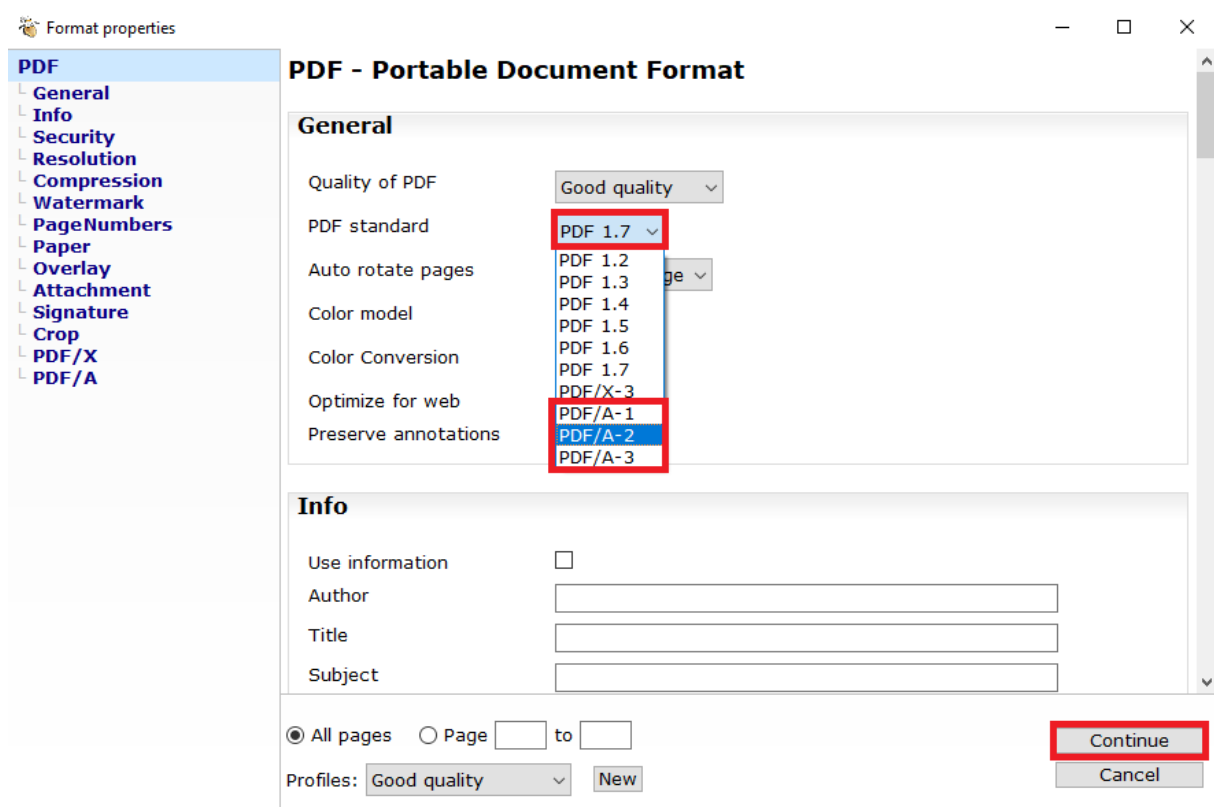 Format properties
PDF
General
Info
Security
Resolution
Compression
Watermark
PageNumbers
Paper
Overlay
Attachment
Signature
Crop
PDF/X
PDF/A
PDF - Portable Document Format
General
Quality of PDF Good quality
PDF standard PDF 1.7
Auto rotate pages ge
Color model
Color Conversion
Optimize for web
Preserve annotations
PDF 1.2
PDF 1.3
PDF 1.4
PDF 1.5
PDF 1.6
PDF 1.7
PDF/X-3
PDF/A-1
PDF/A-2
PDF/A-3
Info
Use information
Author
Title
Subject
All pages Page to
Profiles: Good quality New
Continue
Cancel